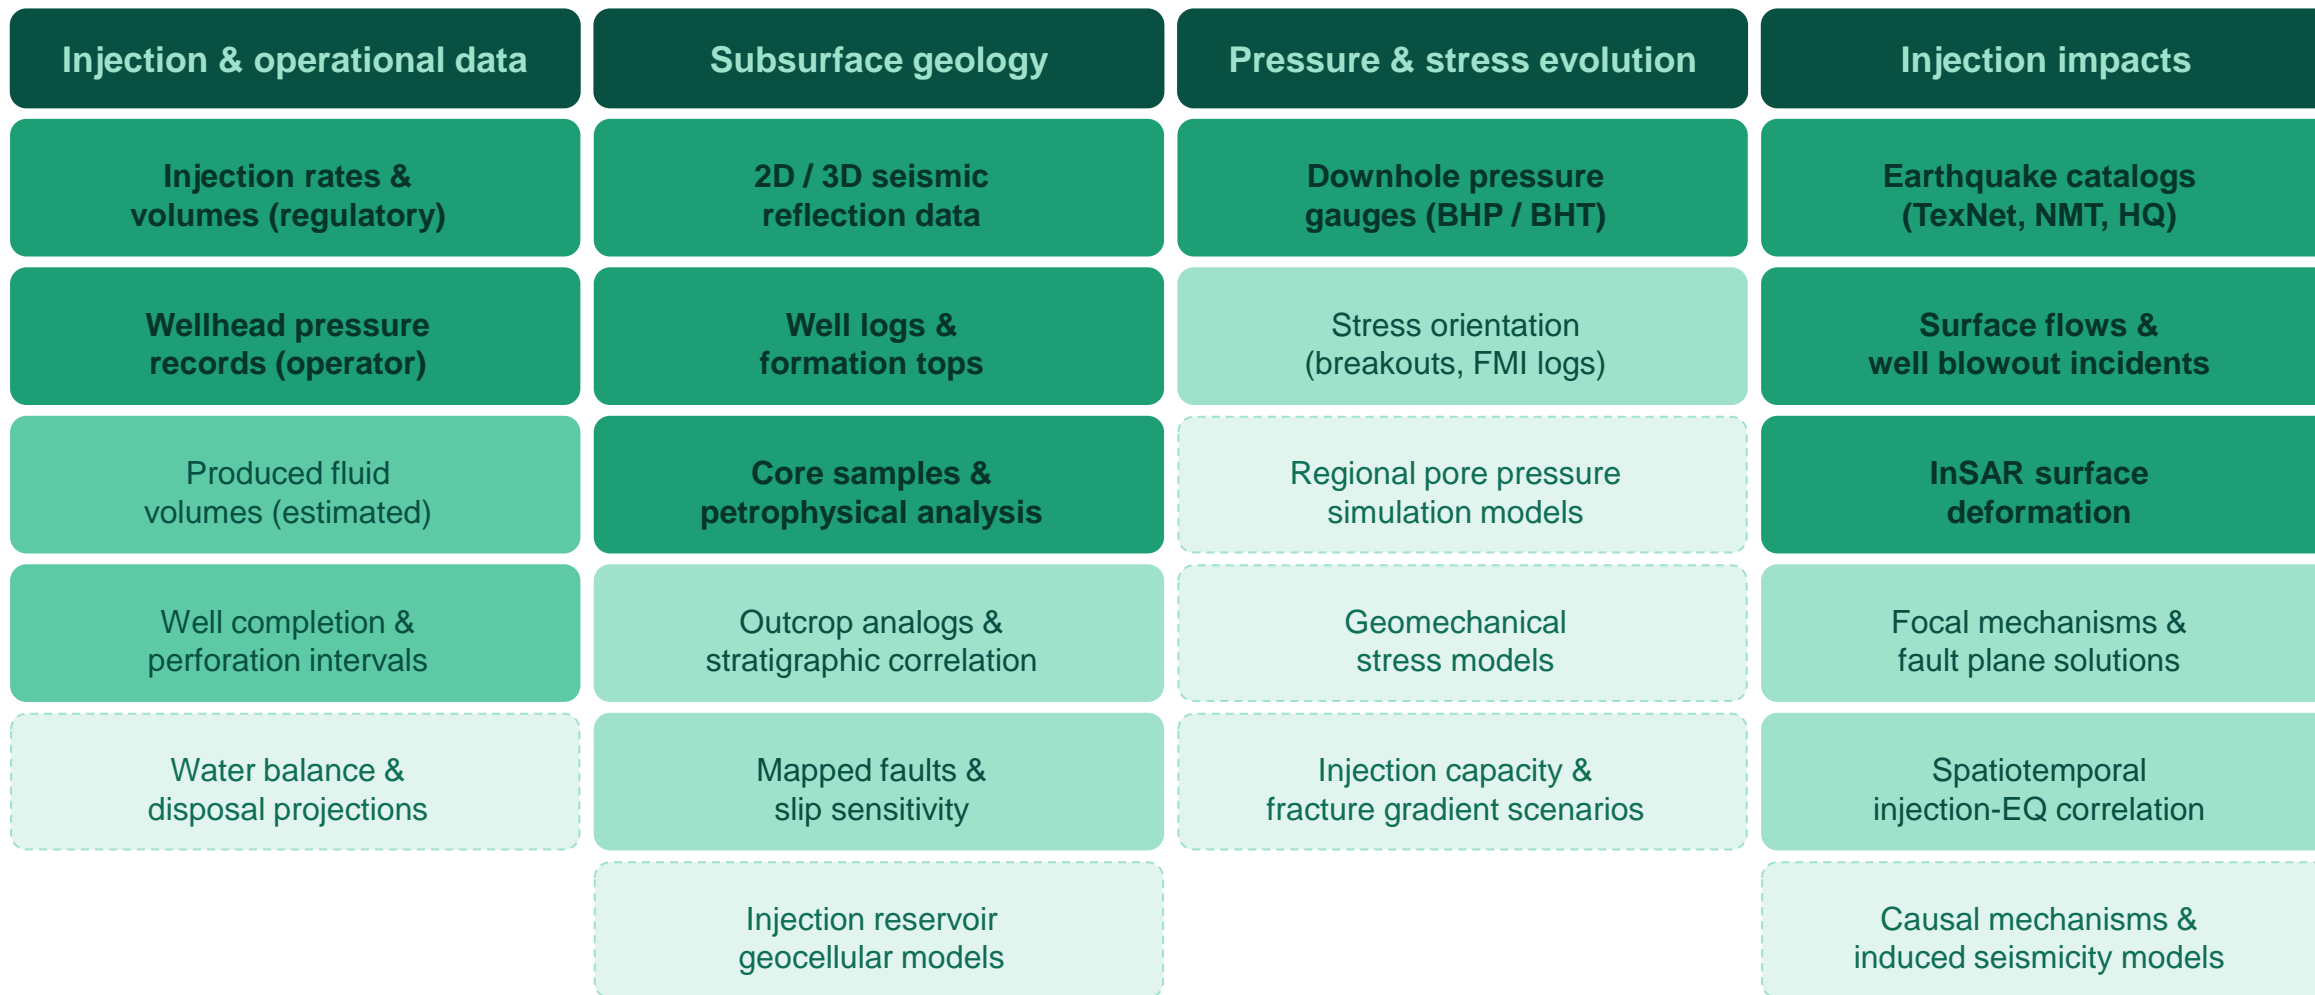 Injection & operational data
Injection rates &
volumes (regulatory)
Wellhead pressure
records (operator)
Produced fluid
volumes (estimated)
Well completion &
perforation intervals
Water balance &
disposal projections
Subsurface geology
2D / 3D seismic
reflection data
Well logs &
formation tops
Core samples &
petrophysical analysis
Outcrop analogs &
stratigraphic correlation
Mapped faults &
slip sensitivity
Injection reservoir
geocellular models
Pressure & stress evolution
Downhole pressure
gauges (BHP / BHT)
Stress orientation
(breakouts, FMI logs)
Regional pore pressure
simulation models
Geomechanical
stress models
Injection capacity &
fracture gradient scenarios
Injection impacts
Earthquake catalogs
(TexNet, NMT, HQ)
Surface flows &
well blowout incidents
InSAR surface
deformation
Focal mechanisms &
fault plane solutions
Spatiotemporal
injection-EQ correlation
Causal mechanisms &
induced seismicity models